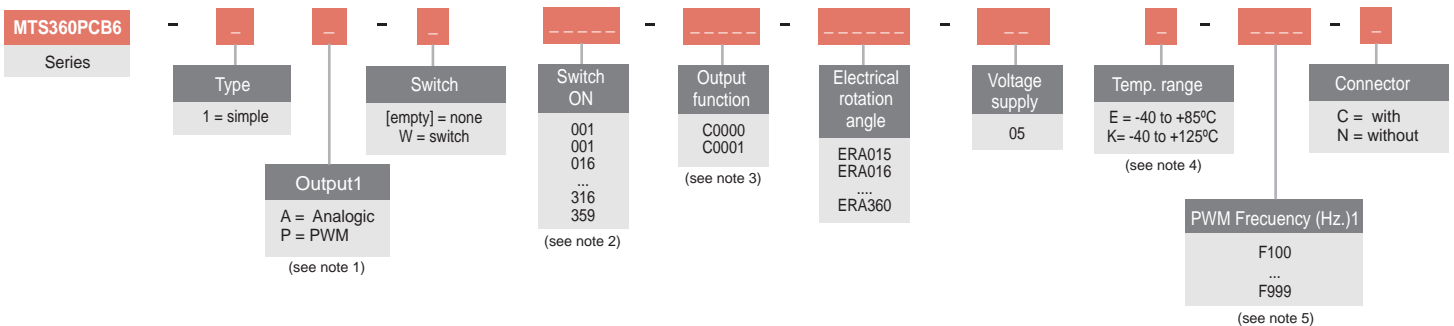 MTS360PCB6 - _ _ - _ _ _ _ _ _ - _ _ _ _ _ - _ _ _ _ _ _ - _ _ _ - _ _ _ _ - _
Series
Type
1 = simple
Output1
A = Analogic
P = PWM
(see note 1)
Switch
[empty] = none
W = switch
Switch
ON
001
001
016
...
316
359
(see note 2)
Output
function
C0000
C0001
(see note 3)
Electrical
rotation
angle
ERA015
ERA016
....
ERA360
Voltage
supply
05
Temp. range
E = -40 to +85ºC
K= -40 to +125ºC
(see note 4)
PWM Frecuency (Hz.)1
F100
...
F999
(see note 5)
Connector
C = with
N = without